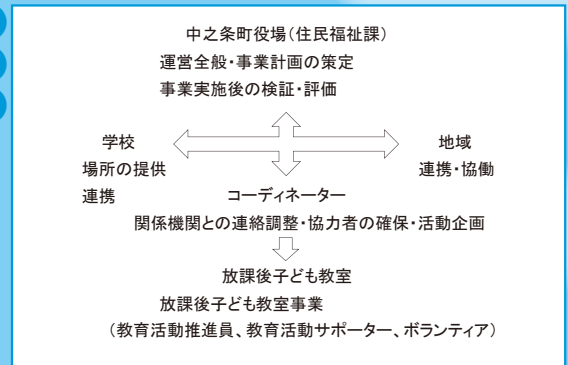 中之条町役場（住民福祉課）
運営全般・事業計画の策定
事業実施後の検証・評価
学校
場所の提供
連携
地域
連携・協働
コーディネーター
関係機関との連絡調整・協力者の確保・活動企画
放課後子ども教室
放課後子ども教室事業
（教育活動推進員、教育活動サポーター、ボランティア）